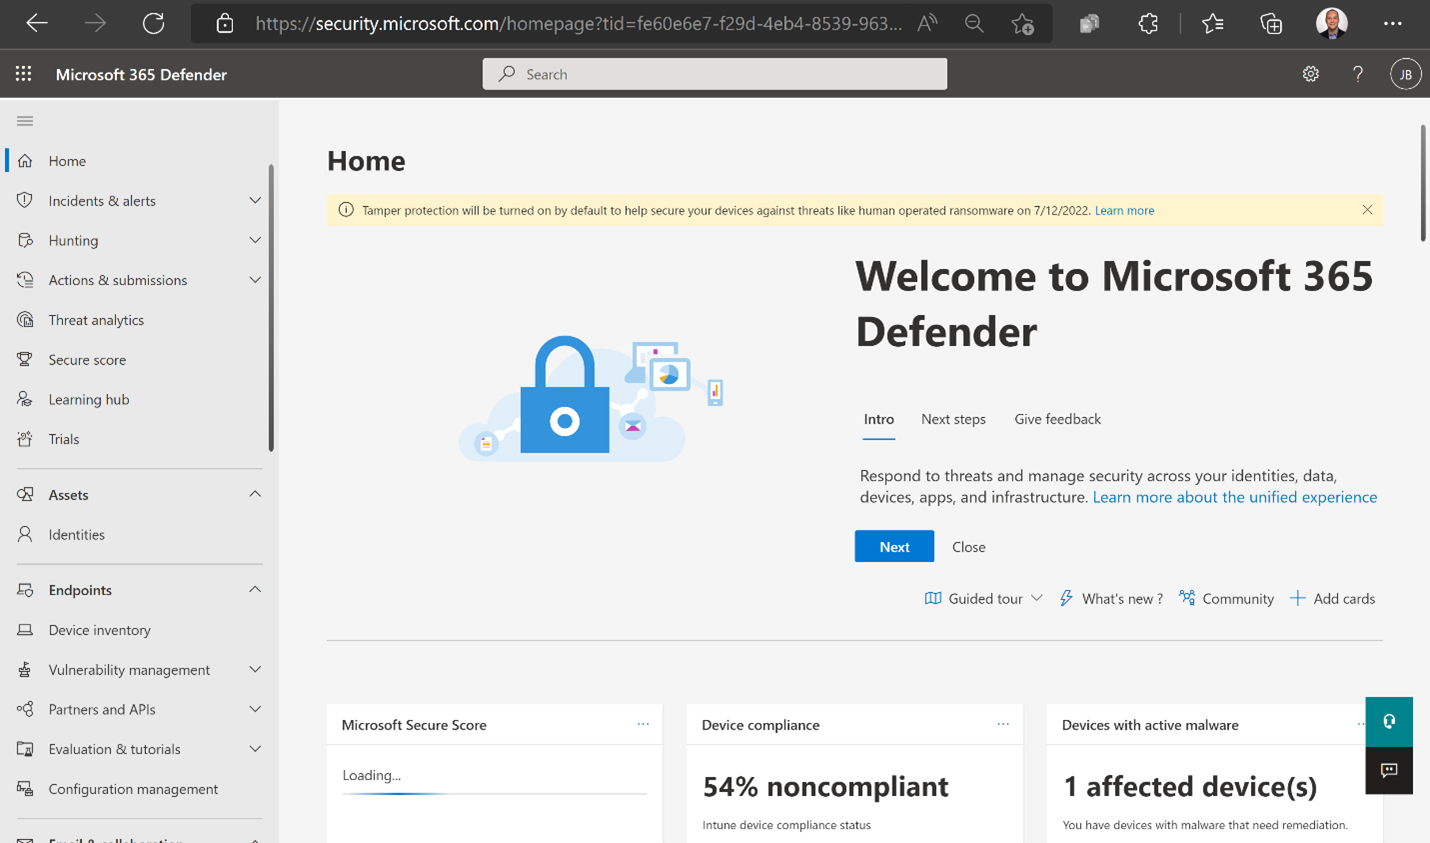 https://security.microsoft.com/homepage?tid=fe60e6e7-f29d-4eb4-8539-963...
Microsoft 365 Defender
Search
?
JB
Home
Incidents & alerts
Hunting
Actions & submissions
Threat analytics
Secure score
Learning hub
Trials
Assets
Identities
Endpoints
Device inventory
Vulnerability management
Partners and APIs
Evaluation & tutorials
Configuration management
Email & collaboration
Home
Tamper protection will be turned on by default to help secure your devices against threats like human operated ransomware on 7/12/2022. Learn more
Welcome to Microsoft 365
Defender
Intro Next steps Give feedback
Respond to threats and manage security across your identities, data,
devices, apps, and infrastructure. Learn more about the unified experience
Next Close
Guided tour What's new ? Community Add cards
Microsoft Secure Score
Loading...
Device compliance
54% noncompliant
Intune device compliance status
Devices with active malware
1 affected device(s)
You have devices with malware that need remediation.